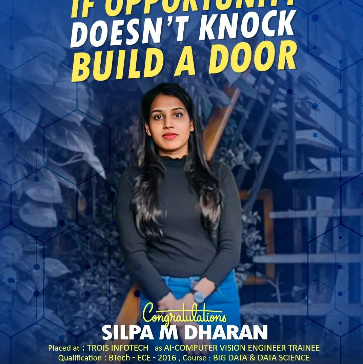 IF OPPORTUNITY
DOESN'T KNOCK
BUILD A DOOR
Congratulations
SILPA M DHARAN
Placed at : TROIS INFOTECH as AI-COMPUTER VISION ENGINEER TRAINEE
Qualification : BTech - ECE - 2016 , Course : BIG DATA & DATA SCIENCE